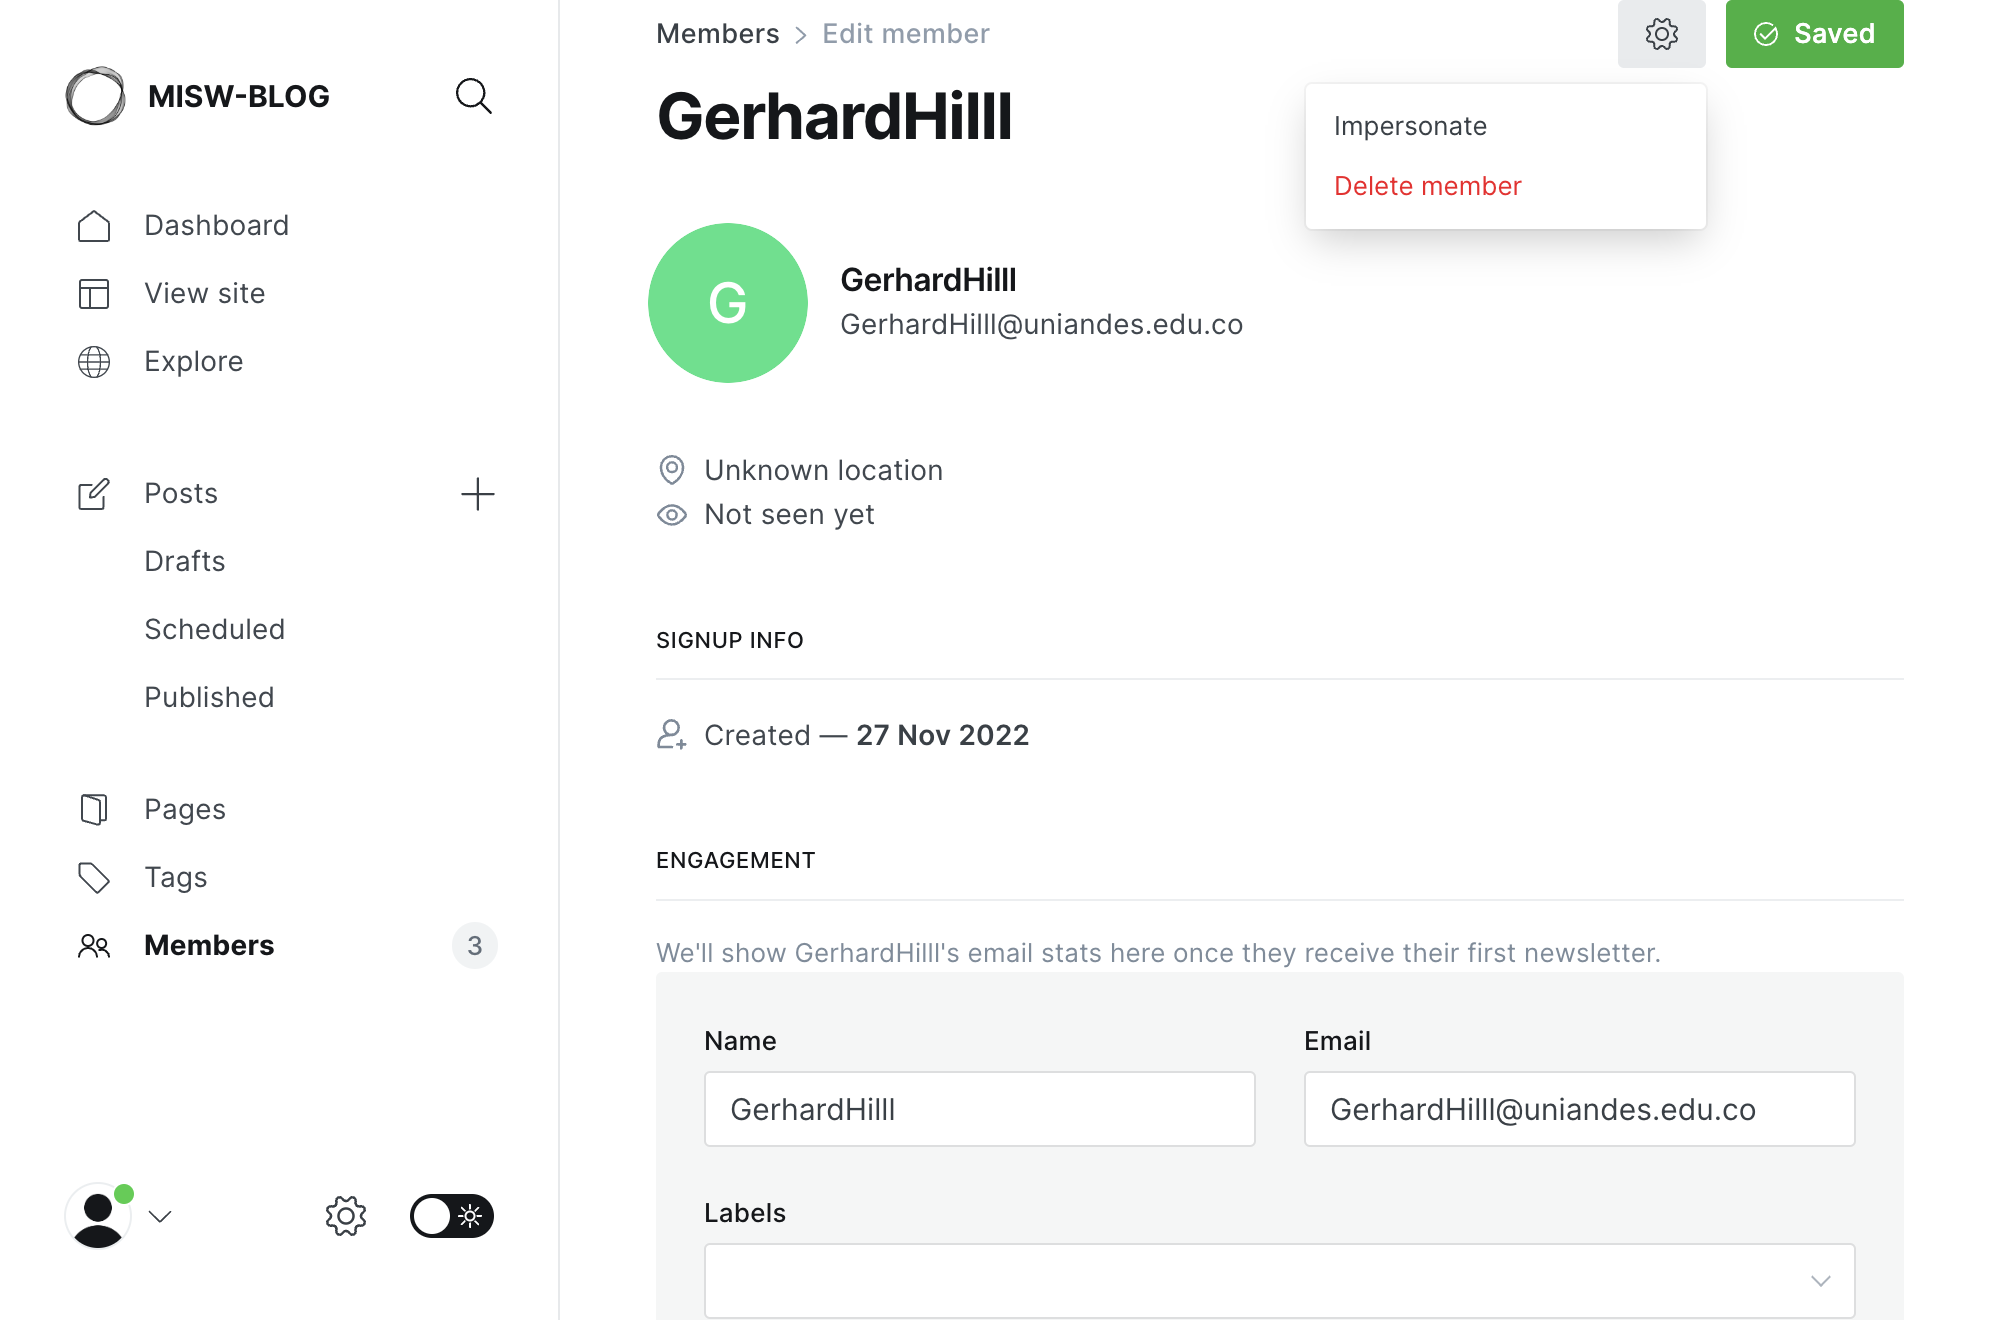 MISW-BLOG
Dashboard
View site
Explore
Posts
Drafts
Scheduled
Published
Pages
Tags
Members
3
Members > Edit member
Saved
GerhardHilll
Impersonate
Delete member
G
GerhardHilll
GerhardHilll@uniandes.edu.co
Unknown location
Not seen yet
SIGNUP INFO
Created — 27 Nov 2022
ENGAGEMENT
We'll show GerhardHilll's email stats here once they receive their first newsletter.
Name
Email
GerhardHilll
GerhardHilll@uniandes.edu.co
Labels